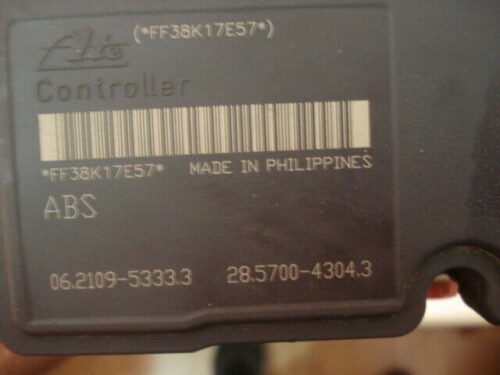 Ate (*FF38K17E57*)
Controller
*FF38K17E57* MADE IN PHILIPPINES
ABS
06.2109-5333.3 28.5700-4304.3